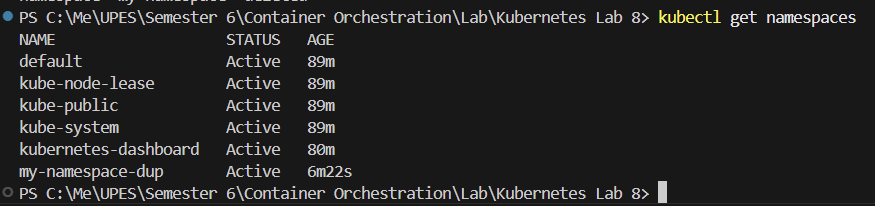 PS C:\Me\UPES\Semester 6\Container Orchestration\Lab\Kubernetes Lab 8> kubectl get namespaces
NAME                   STATUS   AGE
default                Active   89m
kube-node-lease        Active   89m
kube-public            Active   89m
kube-system            Active   89m
kubernetes-dashboard   Active   80m
my-namespace-dup       Active   6m22s
PS C:\Me\UPES\Semester 6\Container Orchestration\Lab\Kubernetes Lab 8>